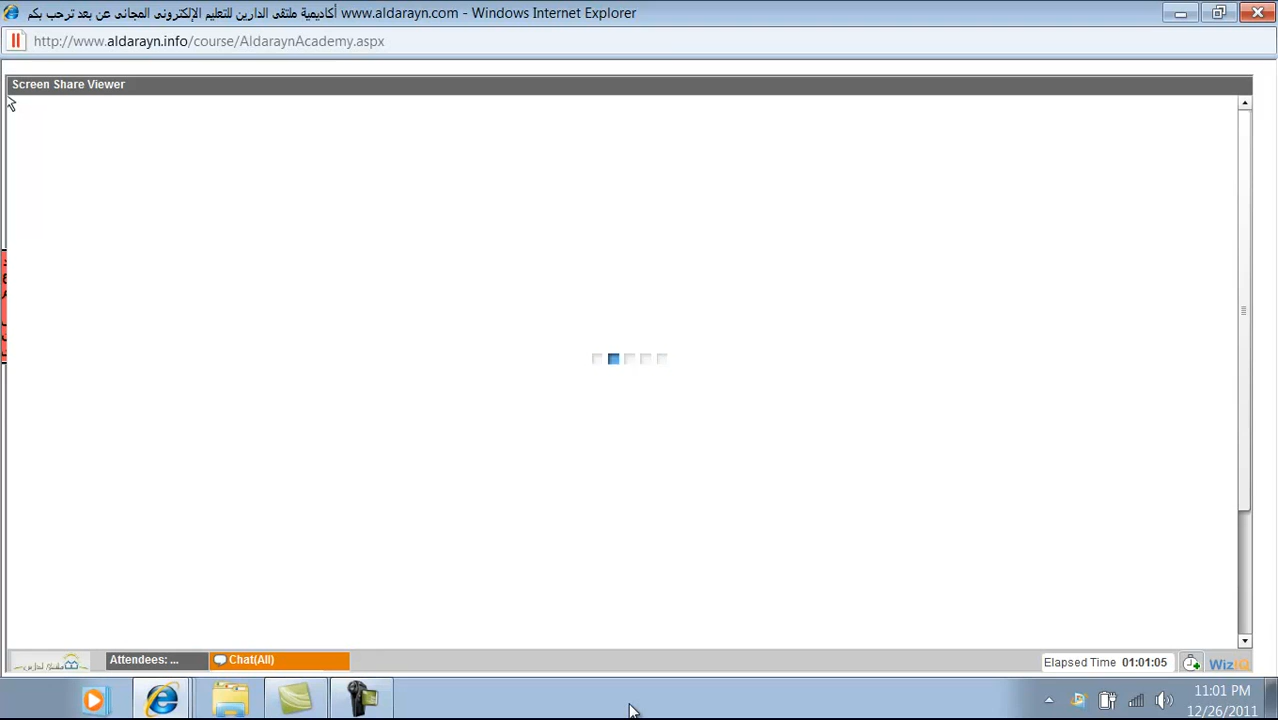 أكاديمية ملتقى الدارين للتعليم الإلكترونى المجانى عن بعد ترحب بكم www.aldarayn.com - Windows Internet Explorer
http://www.aldarayn.info/course/AldaraynAcademy.aspx
Screen Share Viewer
Attendees: ...
Chat(All)
Elapsed Time 01:01:05
WizIQ
11:01 PM
12/26/2011